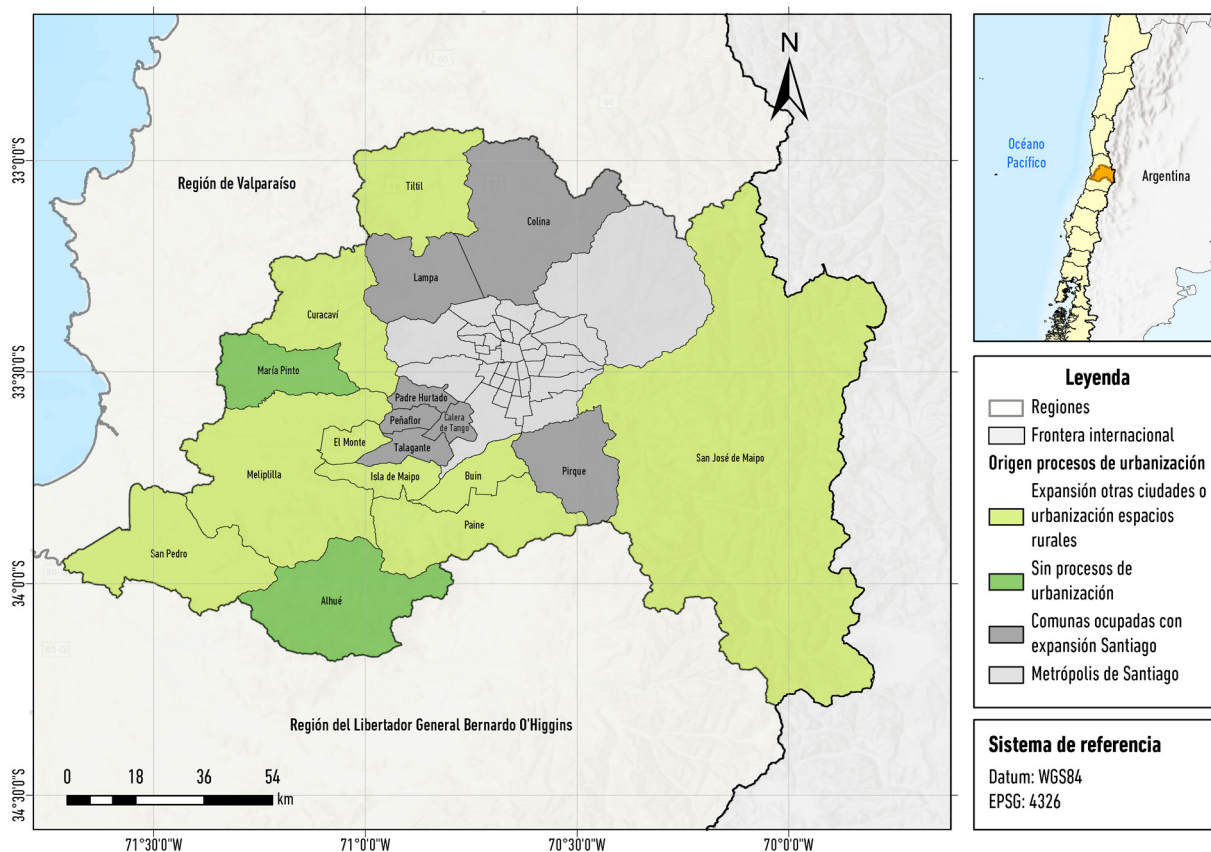 N
Región de Valparaíso
Tiltil
Colina
Lampa
Curacaví
María Pinto
Padre Hurtado
Peñaflor
Calera
de Tango
El Monte
Talagante
Melipilla
Isla de Maipo
Buin
Pirque
San José de Maipo
Paine
San Pedro
Alhué
Región del Libertador General Bernardo O'Higgins
0 18 36 54
km
33°0'0"S
33°30'0"S
34°0'0"S
34°30'0"S
71°30'0"W
71°0'0"W
70°30'0"W
70°0'0"W
Océano
Pacífico
Argentina
Leyenda
Regiones
Frontera internacional
Origen procesos de urbanización
Expansión otras ciudades o
urbanización espacios
rurales
Sin procesos de
urbanización
Comunas ocupadas con
expansión Santiago
Metrópolis de Santiago
Sistema de referencia
Datum: WGS84
EPSG: 4326